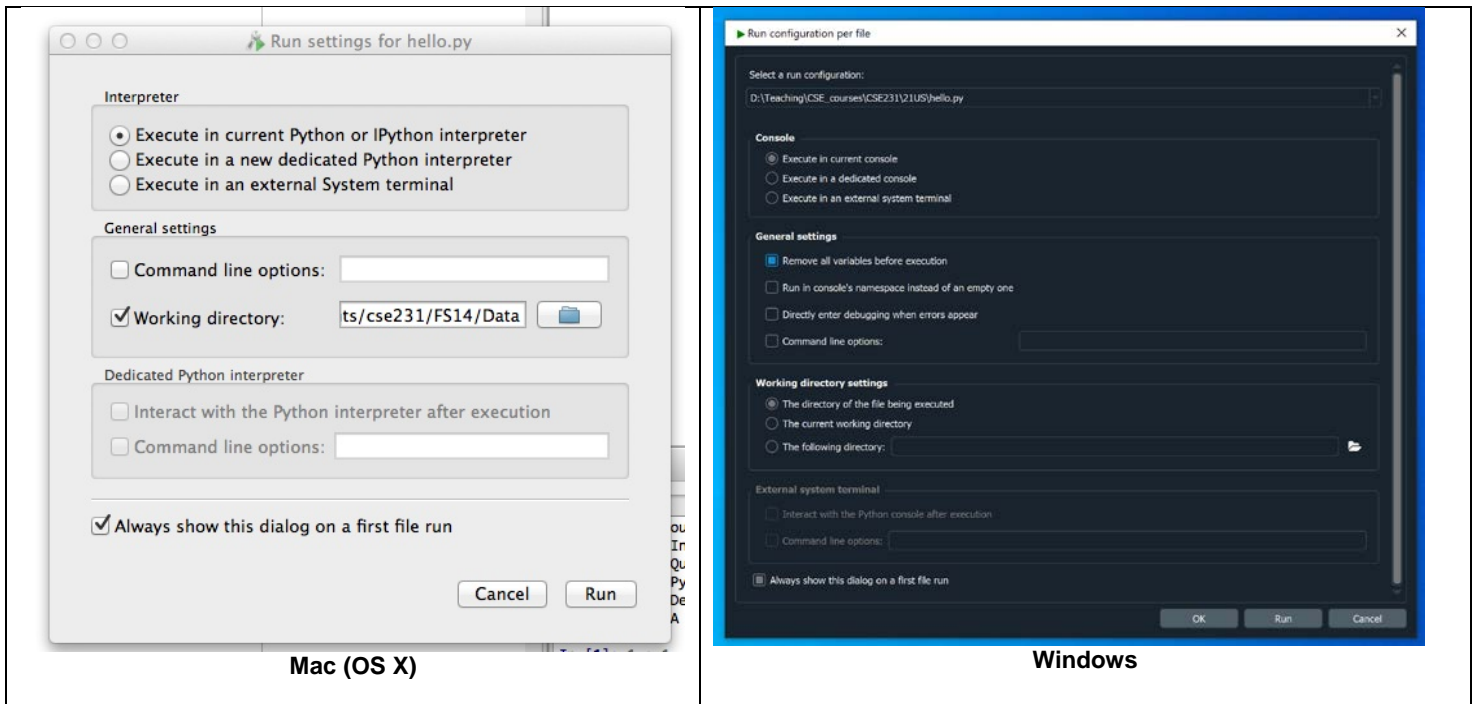 Run settings for hello.py
Interpreter
Execute in current Python or IPython interpreter
Execute in a new dedicated Python interpreter
Execute in an external System terminal
General settings
Command line options:
Working directory: ts/cse231/FS14/Data
Dedicated Python interpreter
Interact with the Python interpreter after execution
Command line options:
Always show this dialog on a first file run
Cancel Run
ou
In
Qu
Py
De
A
Mac (OS X)
Run configuration per file
Select a run configuration:
D:\Teaching\CSE_courses\CSE231\21US\hello.py
Console
Execute in current console
Execute in a dedicated console
Execute in an external system terminal
General settings
Remove all variables before execution
Run in console's namespace instead of an empty one
Directly enter debugging when errors appear
Command line options:
Working directory settings
The directory of the file being executed
The current working directory
The following directory:
External system terminal
Interact with the Python console after execution
Command line options:
Always show this dialog on a first file run
OK Run Cancel
Windows